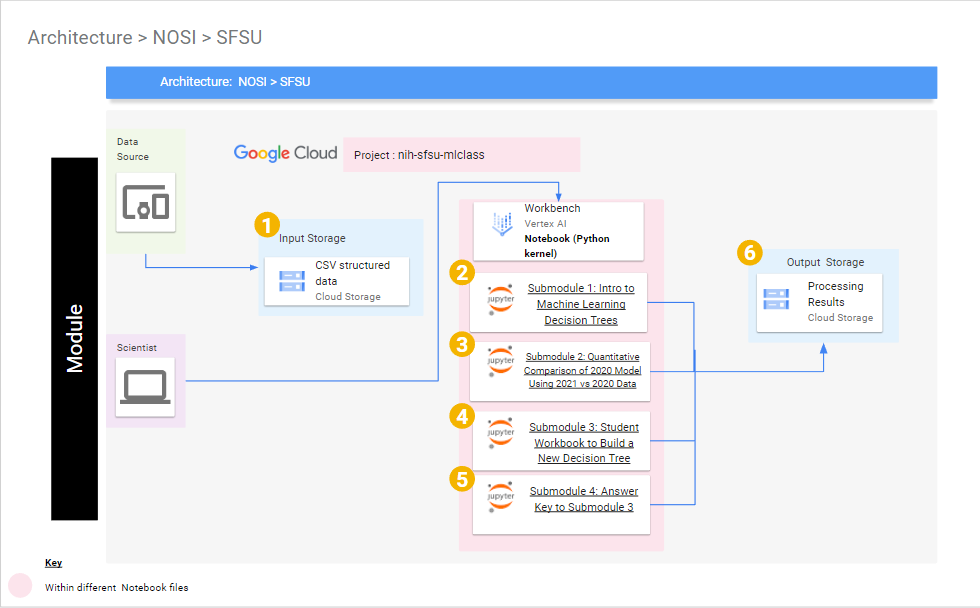 Architecture > NOSI > SFSU
Architecture: NOSI > SFSU
Data
Source
Google Cloud
Project : nih-sfsu-mlclass
Module
1
Input Storage
CSV structured
data
Cloud Storage
Scientist
Workbench
Vertex AI
Notebook (Python
kernel)
2
jupyter
Submodule 1: Intro to
Machine Learning
Decision Trees
3
jupyter
Submodule 2: Quantitative
Comparison of 2020 Model
Using 2021 vs 2020 Data
4
jupyter
Submodule 3: Student
Workbook to Build a
New Decision Tree
5
jupyter
Submodule 4: Answer
Key to Submodule 3
6
Output Storage
Processing
Results
Cloud Storage
Key
Within different Notebook files